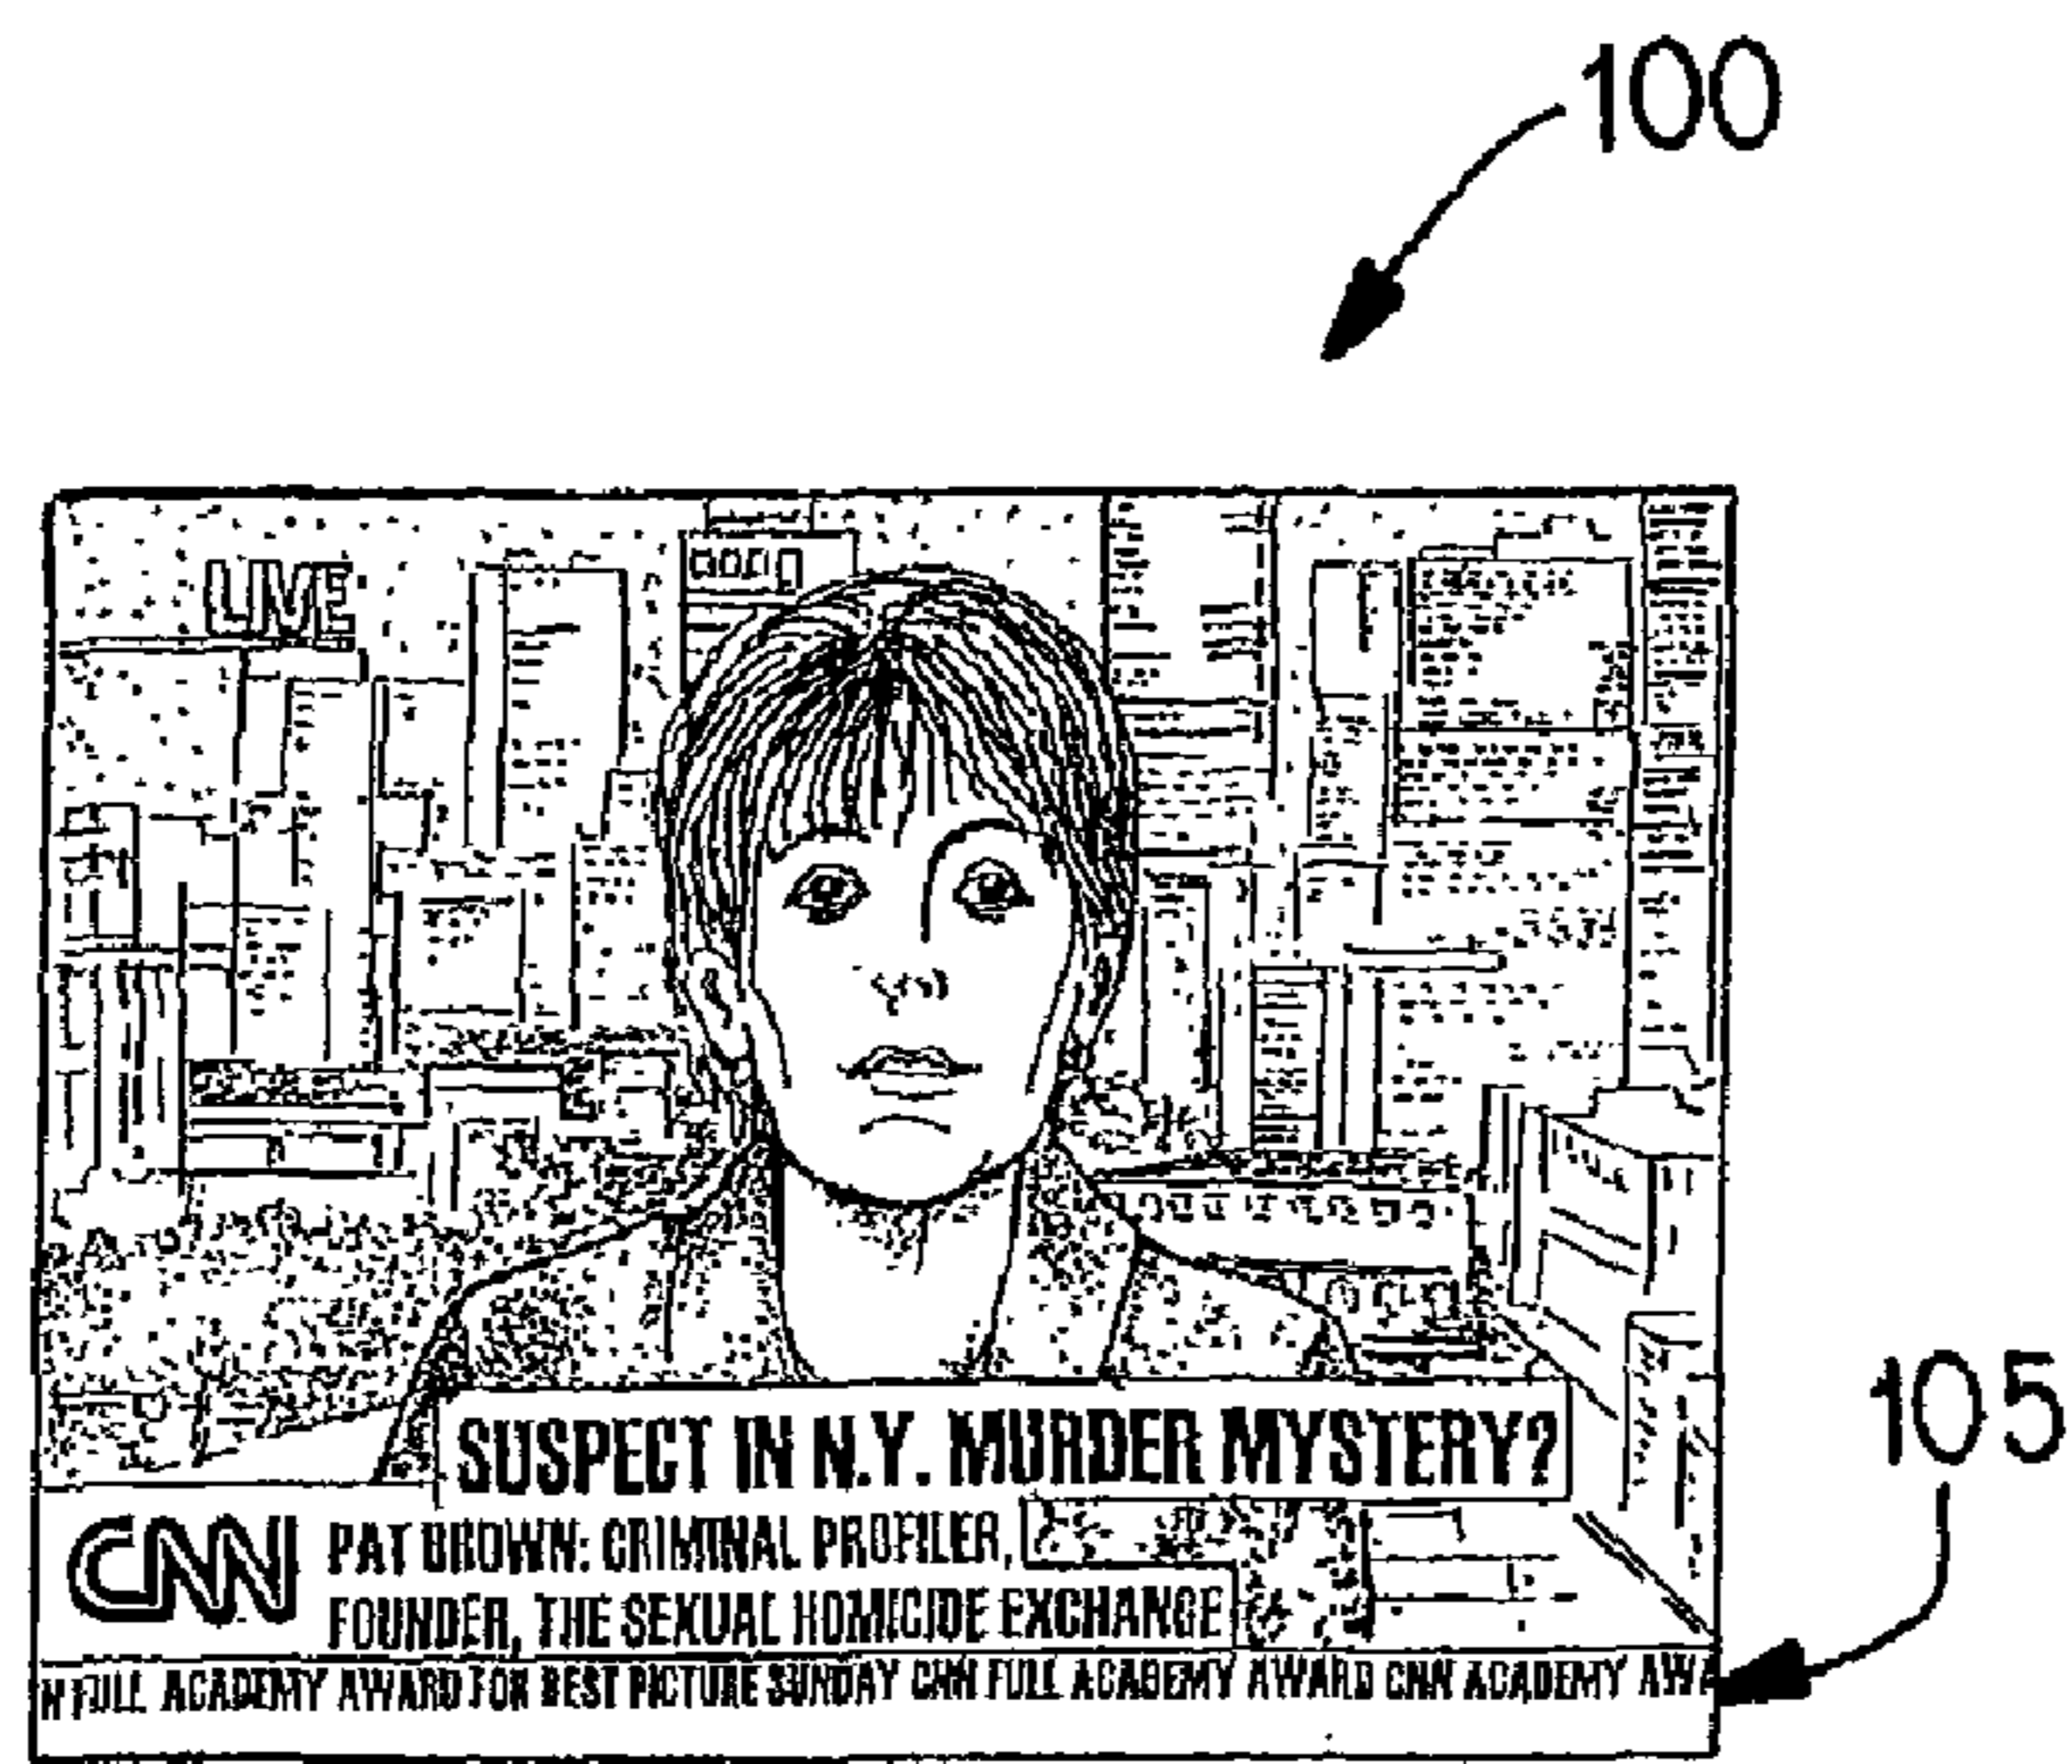 100
LIVE
105
SUSPECT IN N.Y. MURDER MYSTERY?
CNN
PAT BROWN: CRIMINAL PROFILER,
FOUNDER, THE SEXUAL HOMICIDE EXCHANGE
N FULL ACADEMY AWARD FOR BEST PICTURE SUNDAY CNN FULL ACADEMY AWARD CNN ACADEMY AWA